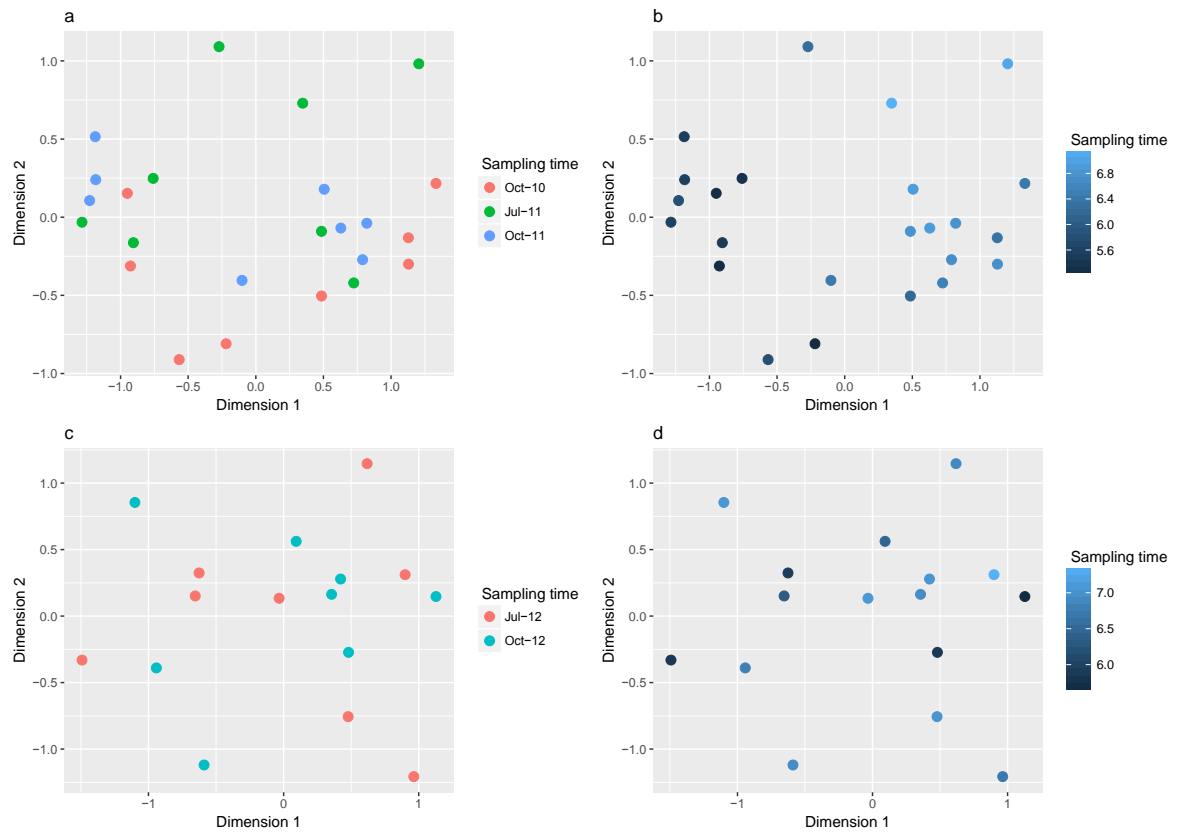 a
1.0
0.5
0.0
−0.5
−1.0
−1.0 −0.5 0.0 0.5 1.0
Dimension 1
Dimension 2
Sampling time
Oct−10
Jul−11
Oct−11
b
1.0
0.5
0.0
−0.5
−1.0
−1.0 −0.5 0.0 0.5 1.0
Dimension 1
Dimension 2
Sampling time
6.8
6.4
6.0
5.6
c
1.0
0.5
0.0
−0.5
−1.0
−1 0 1
Dimension 1
Dimension 2
Sampling time
Jul−12
Oct−12
d
1.0
0.5
0.0
−0.5
−1.0
−1 0 1
Dimension 1
Dimension 2
Sampling time
7.0
6.5
6.0